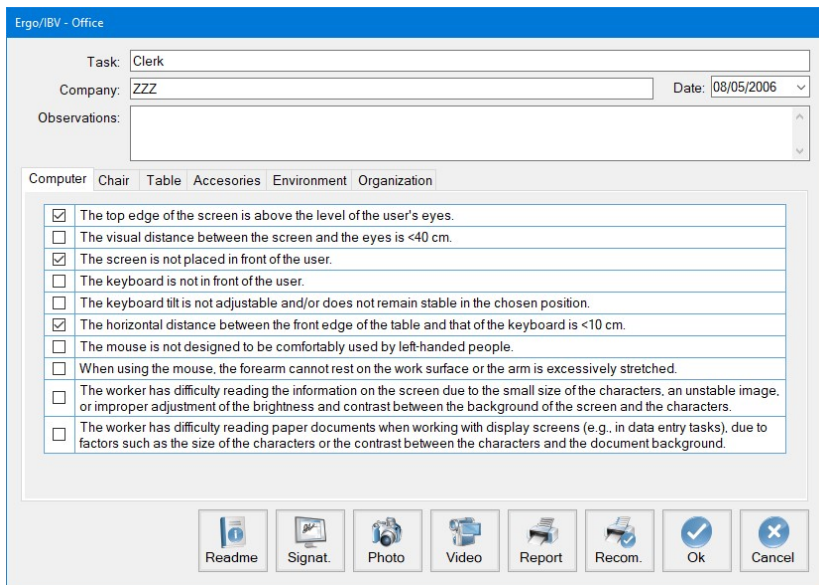 Ergo/IBV - Office
Task: Clerk
Company: ZZZ Date: 08/05/2006
Observations:
Computer Chair Table Accesories Environment Organization
The top edge of the screen is above the level of the user's eyes.
The visual distance between the screen and the eyes is <40 cm.
The screen is not placed in front of the user.
The keyboard is not in front of the user.
The keyboard tilt is not adjustable and/or does not remain stable in the chosen position.
The horizontal distance between the front edge of the table and that of the keyboard is <10 cm.
The mouse is not designed to be comfortably used by left-handed people.
When using the mouse, the forearm cannot rest on the work surface or the arm is excessively stretched.
The worker has difficulty reading the information on the screen due to the small size of the characters, an unstable image,
or improper adjustment of the brightness and contrast between the background of the screen and the characters.
The worker has difficulty reading paper documents when working with display screens (e.g., in data entry tasks), due to
factors such as the size of the characters or the contrast between the characters and the document background.
Readme Signat. Photo Video Report Recom. Ok Cancel